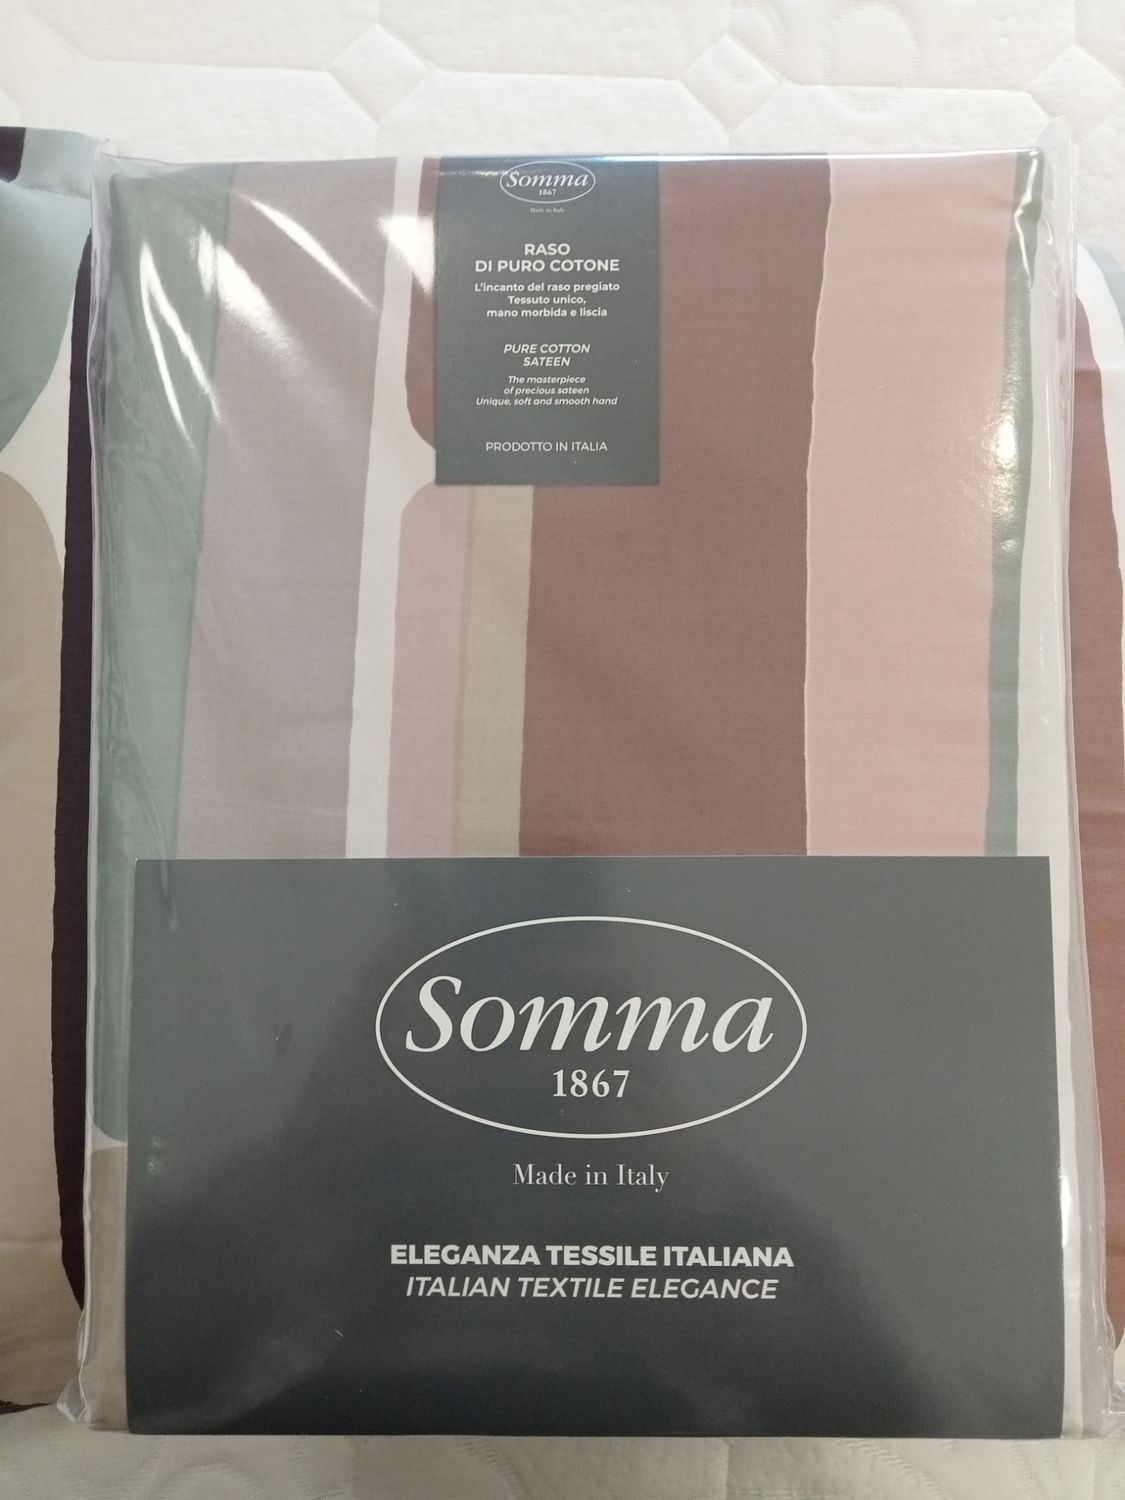 Somma
1867
Made in Italy
RASO
DI PURO COTONE
L'incanto del raso pregiato
Tessuto unico,
mano morbida e liscia
PURE COTTON
SATEEN
The masterpiece
of precious sateen
Unique, soft and smooth hand
PRODOTTO IN ITALIA
Somma
1867
Made in Italy
ELEGANZA TESSILE ITALIANA
ITALIAN TEXTILE ELEGANCE